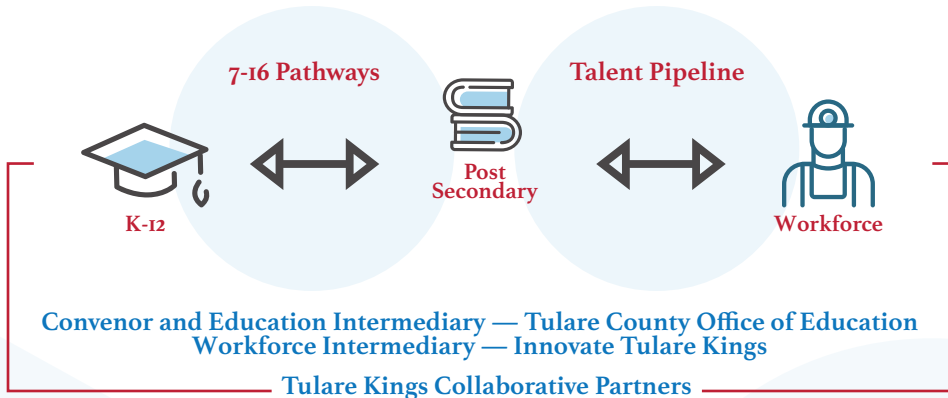 7-16 Pathways
Talent Pipeline
K-12
Post
Secondary
Workforce
Convenor and Education Intermediary — Tulare County Office of Education
Workforce Intermediary — Innovate Tulare Kings
Tulare Kings Collaborative Partners